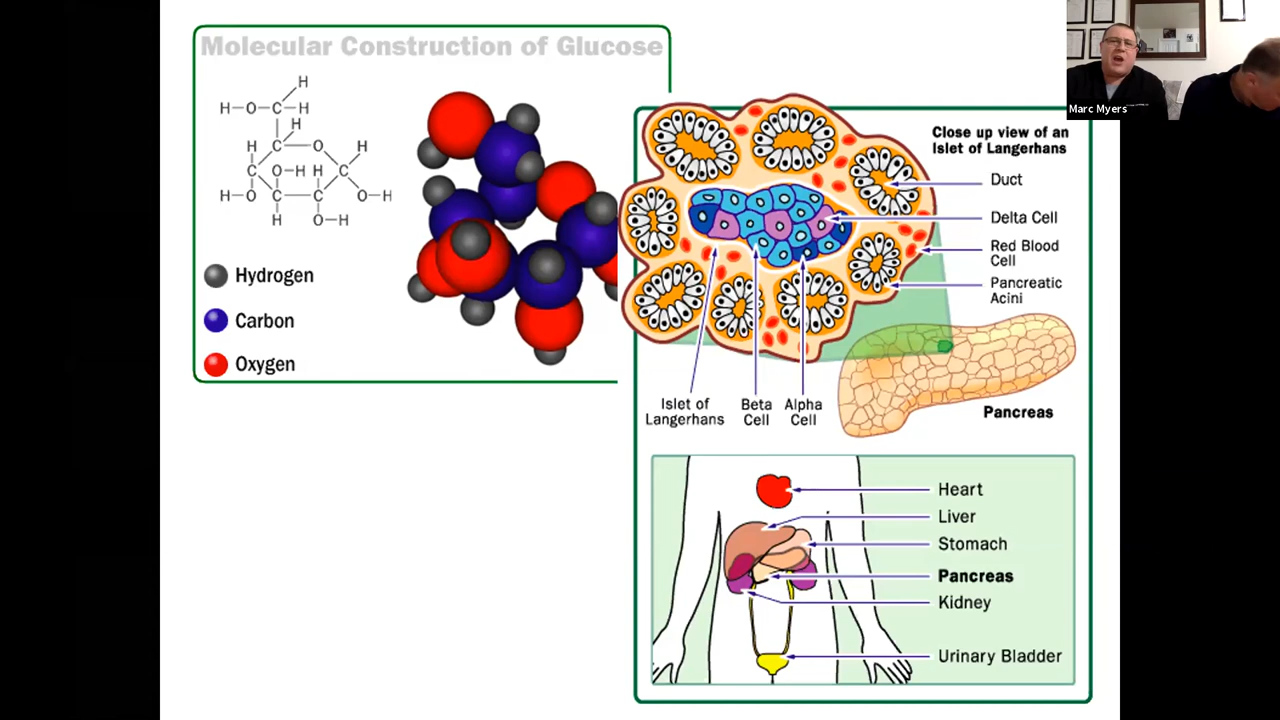 Molecular Construction of Glucose
H
H–O–C–H
H
H
C
O
H
C
O–H
H
C
H–O
C
C
O–H
H
O–H
Hydrogen
Carbon
Oxygen
Marc Myers
Close up view of an
Islet of Langerhans
Duct
Delta Cell
Red Blood
Cell
Pancreatic
Acini
Islet of
Langerhans
Beta
Cell
Alpha
Cell
Pancreas
Heart
Liver
Stomach
Pancreas
Kidney
Urinary Bladder